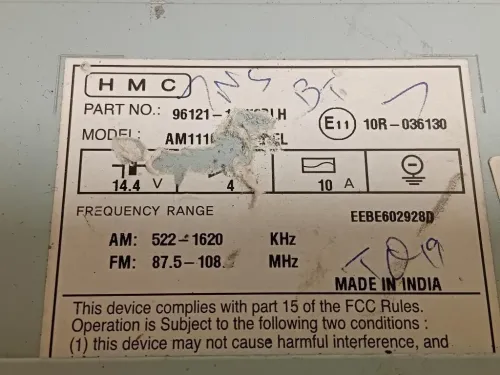 HMC
PART NO.: 96121-
MODEL:
E11 10R-036130
14.4 V 4 10 A
FREQUENCY RANGE EEBE602928D
AM: 522-1620 KHz
FM: 87.5-108. MHz
MADE IN INDIA
This device complies with part 15 of the FCC Rules.
Operation is Subject to the following two conditions :
(1) this device may not cause harmful interference, and